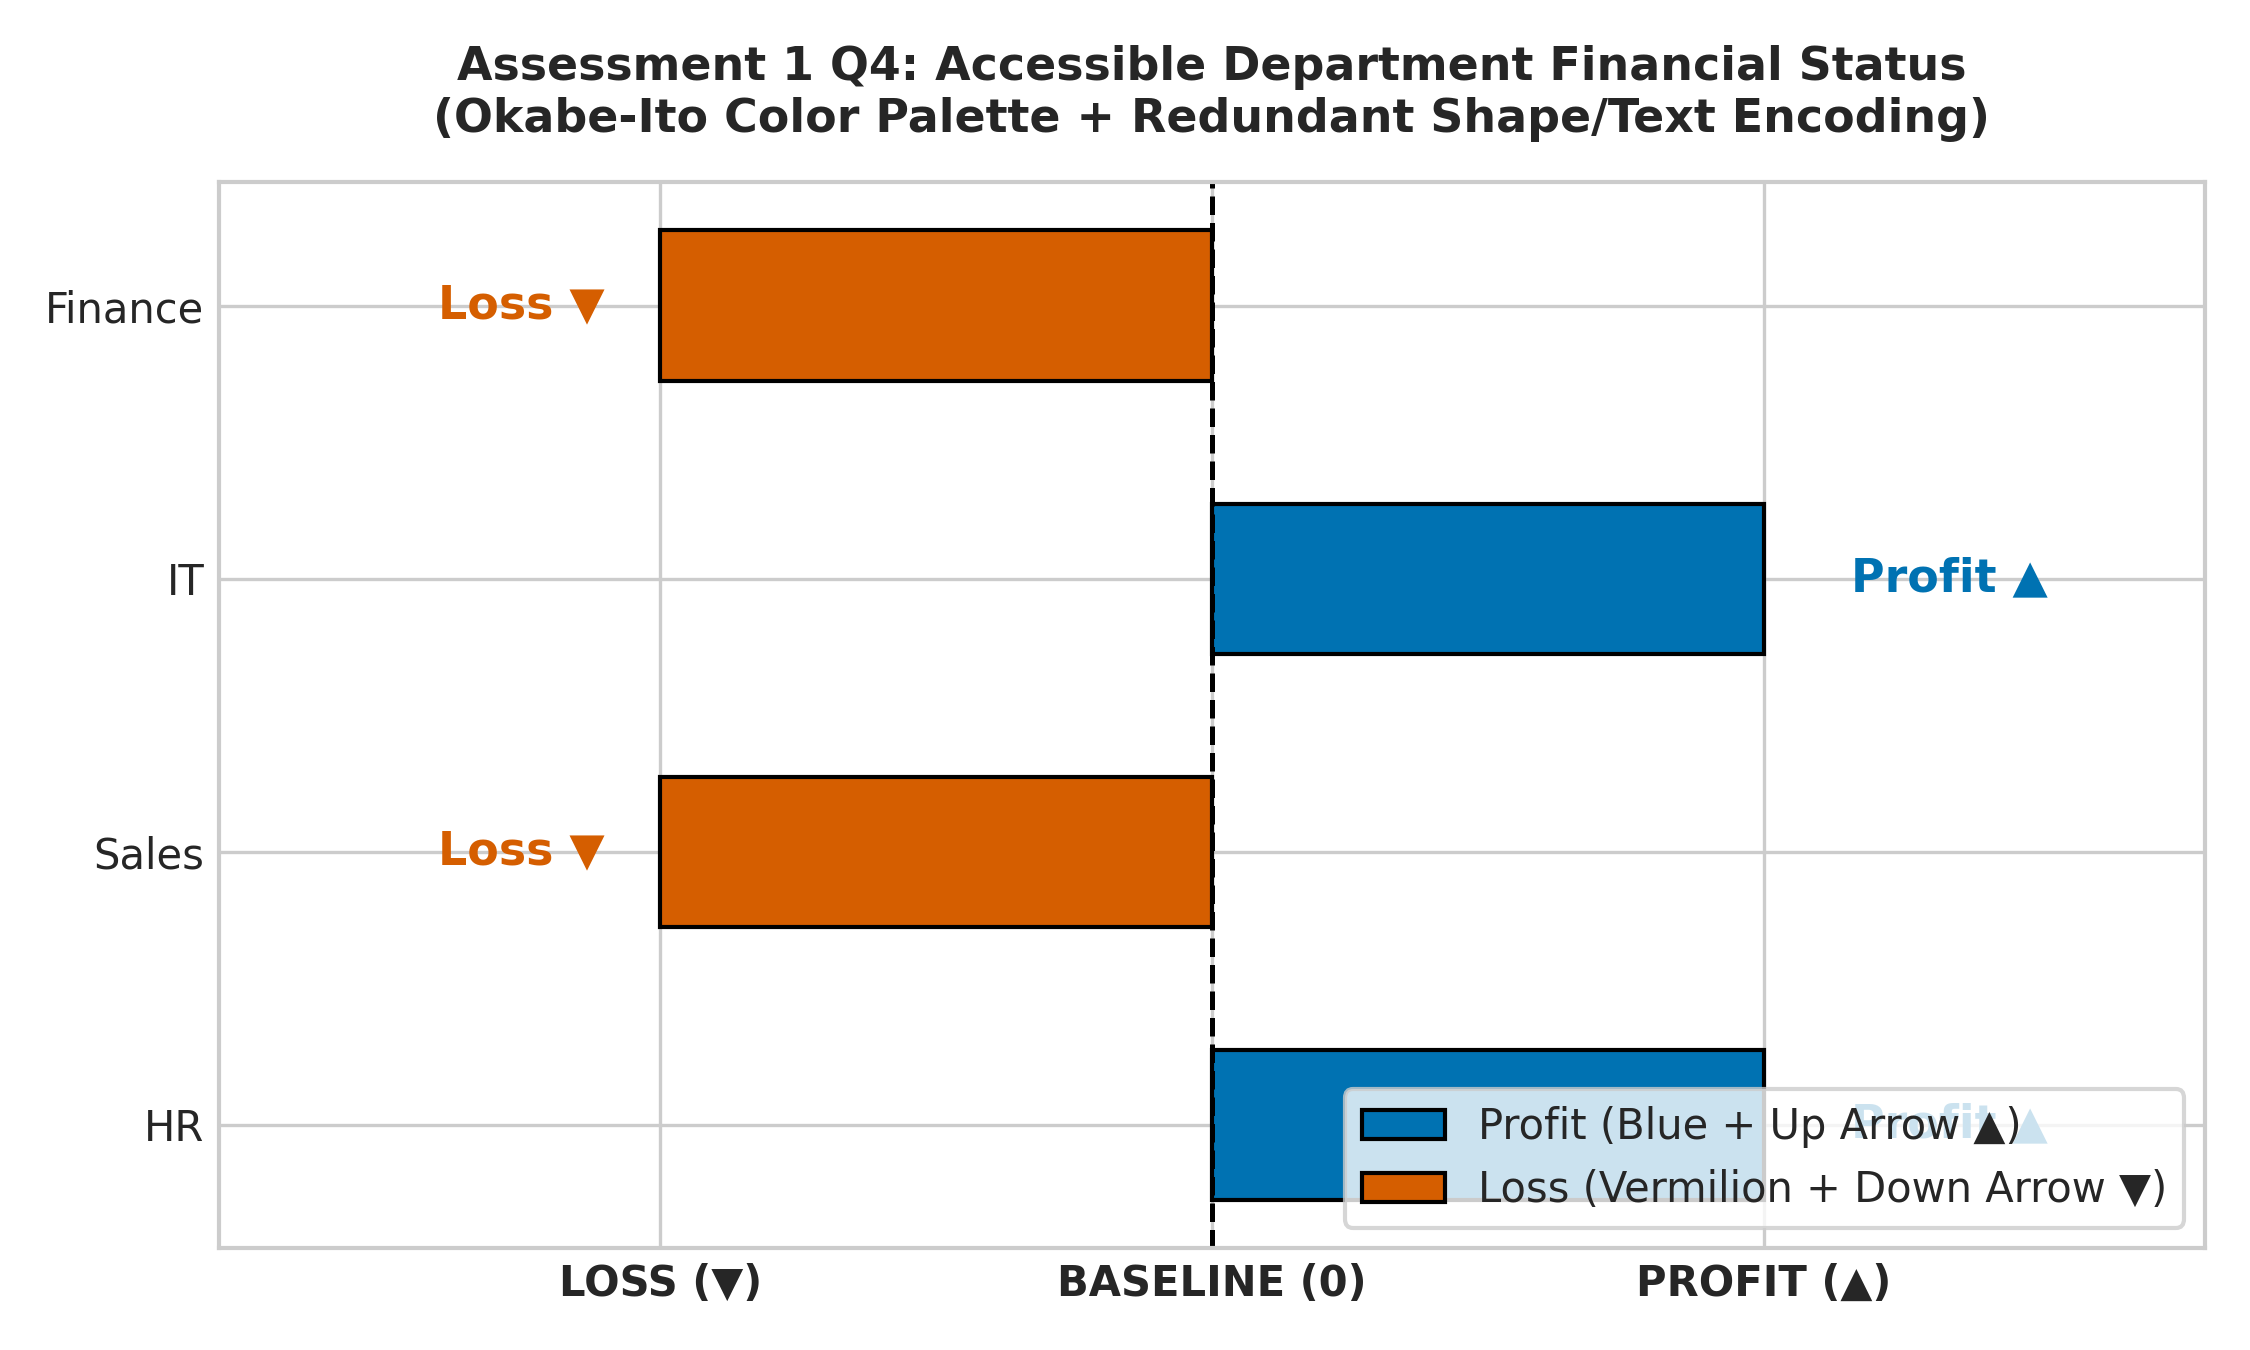 Assessment 1 Q4: Accessible Department Financial Status
(Okabe-Ito Color Palette + Redundant Shape/Text Encoding)
Finance
Loss ▼
IT
Profit ▲
Sales
Loss ▼
HR
Profit ▲
Profit (Blue + Up Arrow ▲)
Loss (Vermilion + Down Arrow ▼)
LOSS (▼)
BASELINE (0)
PROFIT (▲)